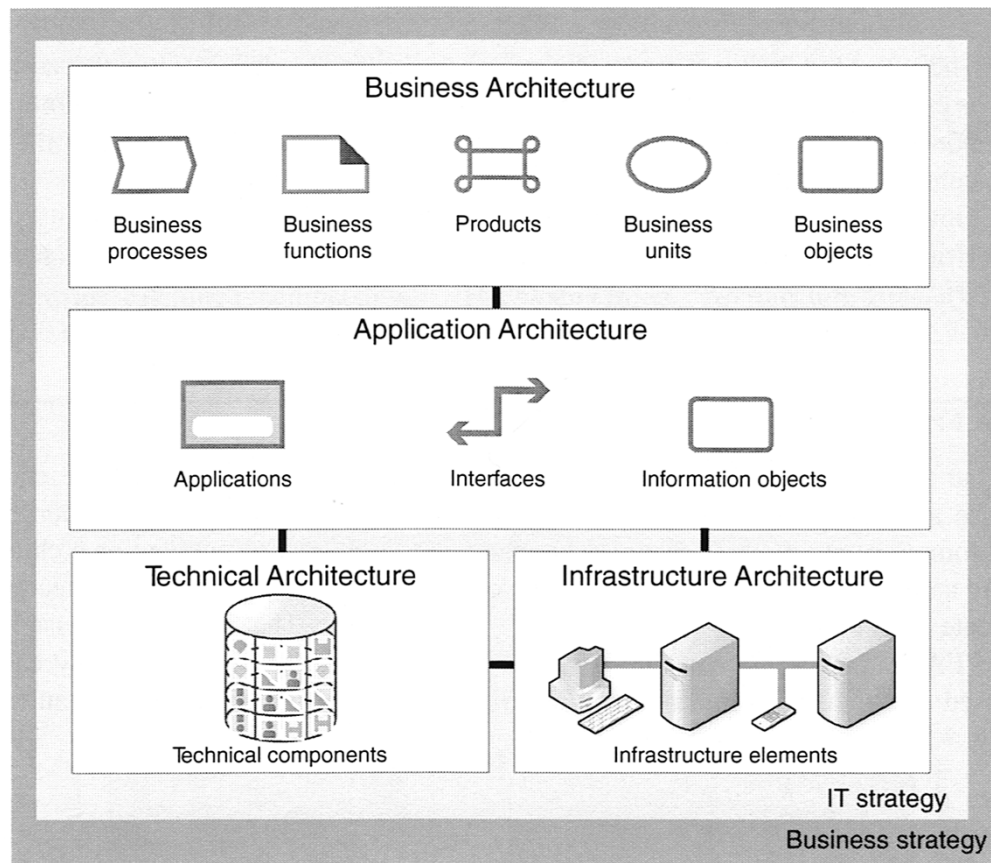 Business Architecture
Business
processes
Business
functions
Products
Business
units
Business
objects
Application Architecture
Applications
Interfaces
Information objects
Technical Architecture
Technical components
Infrastructure Architecture
Infrastructure elements
IT strategy
Business strategy